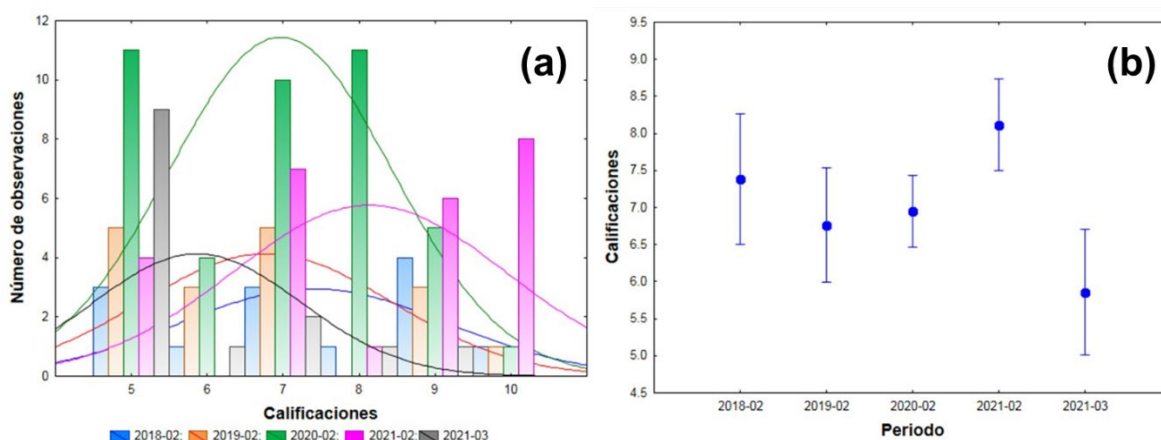 (a)
12
10
8
6
4
2
0
Número de observaciones
5 6 7 8 9 10
Calificaciones
2018-02; 2019-02; 2020-02; 2021-02; 2021-03
(b)
9.5
9.0
8.5
8.0
7.5
7.0
6.5
6.0
5.5
5.0
4.5
Calificaciones
2018-02 2019-02 2020-02 2021-02 2021-03
Periodo